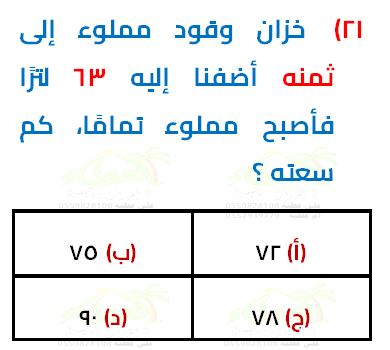 ٢١) خزان وقود مملوء إلى
ثمنه أضفنا إليه ٦٣ لترًا
فأصبح مملوء تمامًا، كم
سعته ؟
(أ) ٧٢
(ب) ٧٥
(ج) ٧٨
(د) ٩٠